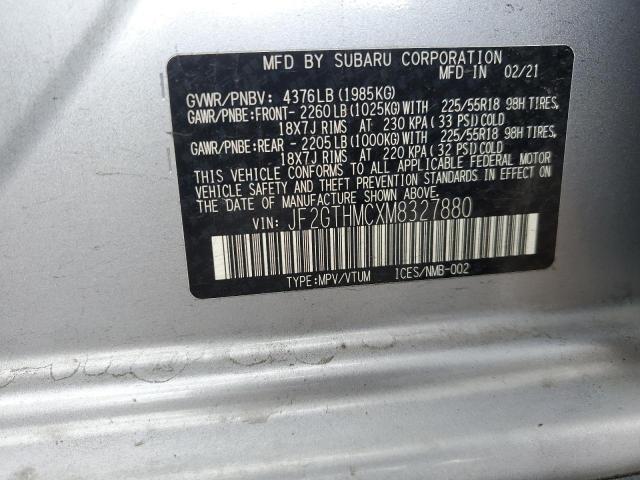 MFD BY SUBARU CORPORATION
MFD IN 02/21
GVWR/PNBV: 4376LB(1985KG)
GAWR/PNBE:FRONT- 2260LB(1025KG)WITH 225/55R18 98H TIRES,
18X7J RIMS AT 230 KPA( 33 PSI)COLD
GAWR/PNBE:REAR - 2205LB(1000KG)WITH 225/55R18 98H TIRES,
18X7J RIMS AT 220 KPA( 32 PSI)COLD
THIS VEHICLE CONFORMS TO ALL APPLICABLE FEDERAL MOTOR
VEHICLE SAFETY AND THEFT PREVENTION STANDARDS IN EFFECT ON
THE DATE OF MANUFACTURE SHOWN ABOVE.
VIN: JF2GTHMCXM8327880
TYPE:MPV/VTUM ICES/NMB-002